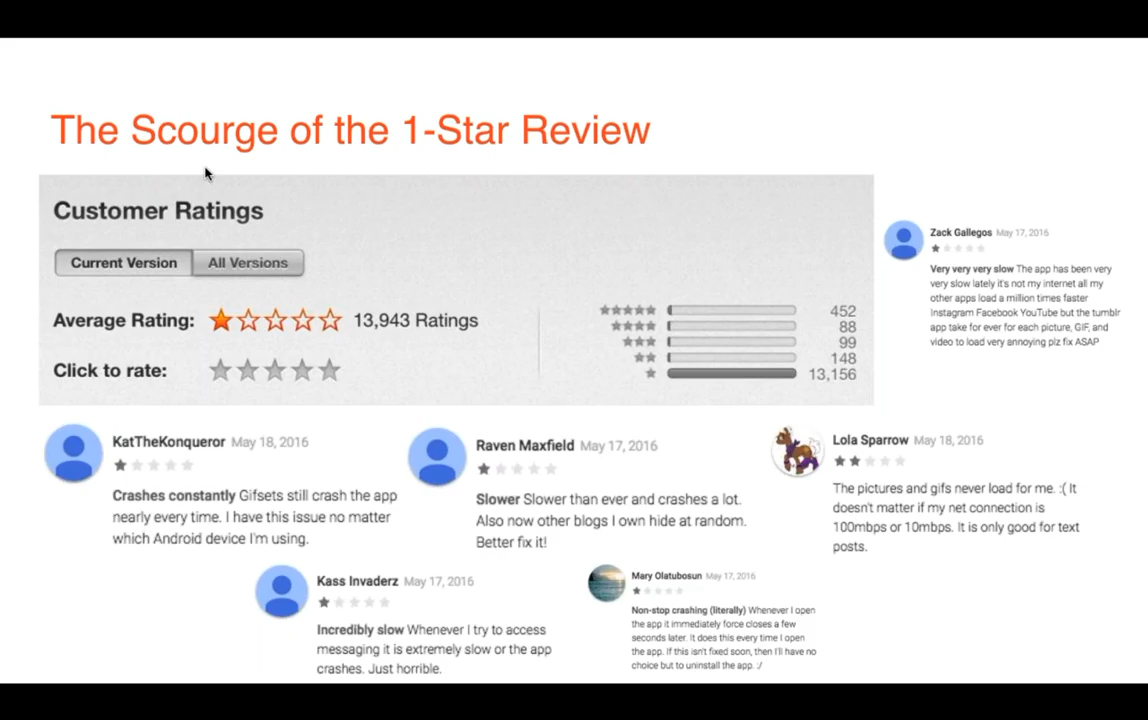 The Scourge of the 1-Star Review
Customer Ratings
Current Version All Versions
Average Rating: 13,943 Ratings
Click to rate:
452
88
99
148
13,156
Zack Gallegos May 17, 2016
Very very very slow The app has been very
very slow lately it's not my internet all my
other apps load a million times faster
Instagram Facebook YouTube but the tumblr
app take for ever for each picture, GIF, and
video to load very annoying plz fix ASAP
KatTheKonqueror May 18, 2016
Crashes constantly Gifsets still crash the app
nearly every time. I have this issue no matter
which Android device I'm using.
Raven Maxfield May 17, 2016
Slower Slower than ever and crashes a lot.
Also now other blogs I own hide at random.
Better fix it!
Lola Sparrow May 18, 2016
The pictures and gifs never load for me. :( It
doesn't matter if my net connection is
100mbps or 10mbps. It is only good for text
posts.
Kass Invaderz May 17, 2016
Incredibly slow Whenever I try to access
messaging it is extremely slow or the app
crashes. Just horrible.
Mary Olatubosun May 17, 2016
Non-stop crashing (literally) Whenever I open
the app it immediately force closes a few
seconds later. It does this every time I open
the app. If this isn't fixed soon, then I'll have no
choice but to uninstall the app. :/